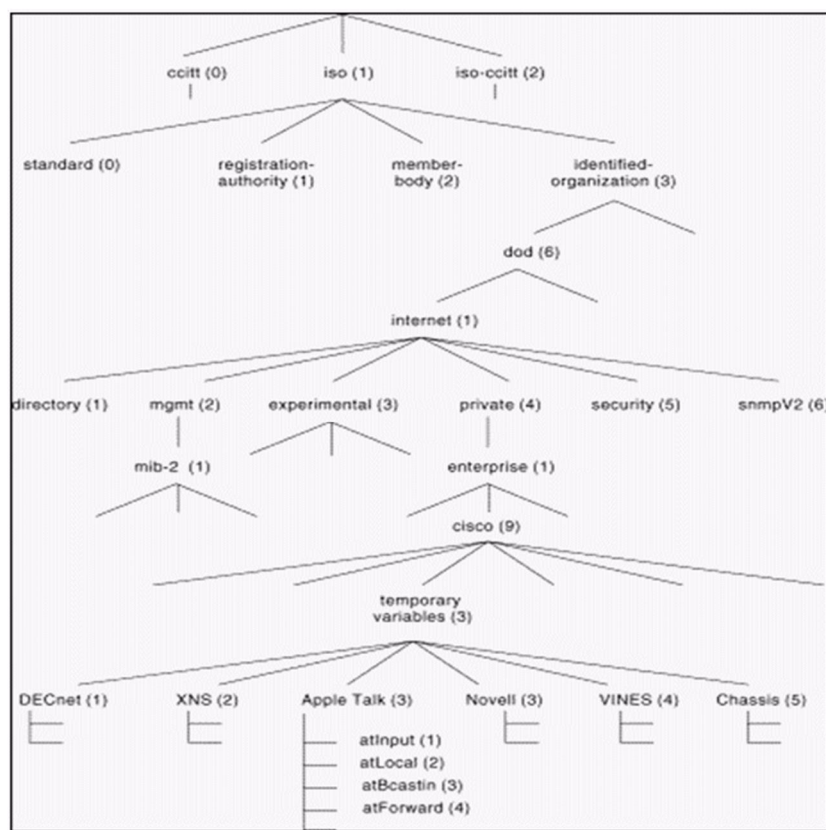 ccitt (0) iso (1) iso-ccitt (2)
standard (0) registration- member- identified-
authority (1) body (2) organization (3)
dod (6)
internet (1)
directory (1) mgmt (2) experimental (3) private (4) security (5) snmpV2 (6)
mib-2 (1) enterprise (1)
cisco (9)
temporary
variables (3)
DECnet (1) XNS (2) Apple Talk (3) Novell (3) VINES (4) Chassis (5)
atInput (1)
atLocal (2)
atBcastin (3)
atForward (4)